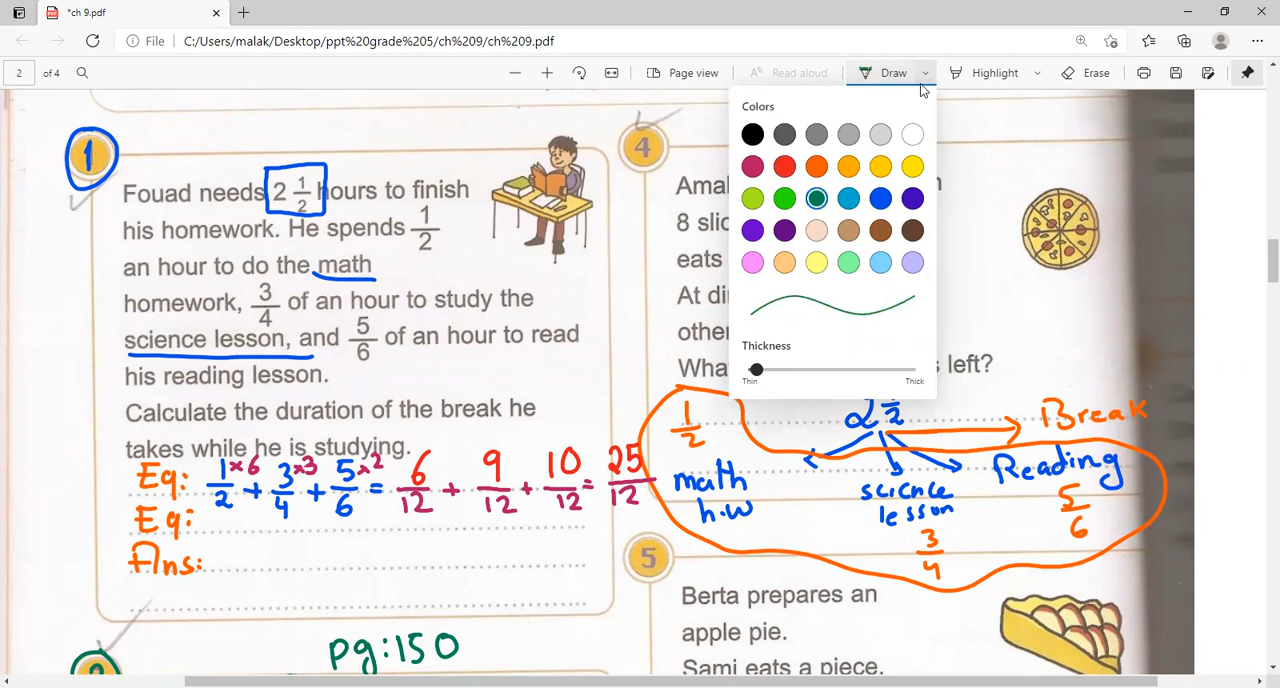 *ch 9.pdf
File C:/Users/malak/Desktop/ppt%20grade%205/ch%209/ch%209.pdf
2 of 4 Page view Read aloud Draw Highlight Erase
Colors
Thickness
Thin Thick
1
Fouad needs 2 1/2 hours to finish
his homework. He spends 1/2
an hour to do the math
homework, 3/4 of an hour to study the
science lesson, and 5/6 of an hour to read
his reading lesson.
Calculate the duration of the break he
takes while he is studying.
Eq: 1/2 ×6 + 3/4 ×3 + 5/6 ×2 = 6/12 + 9/12 + 10/12 = 25/12
Eq:
Ans:
pg:150
4
Ama
8 slic
eats
At di
othe
Wha s left?
2 1/2 Break
1/2
math
h.w
science
lesson
3/4
Reading
5/6
5
Berta prepares an
apple pie.
Sami eats a piece.